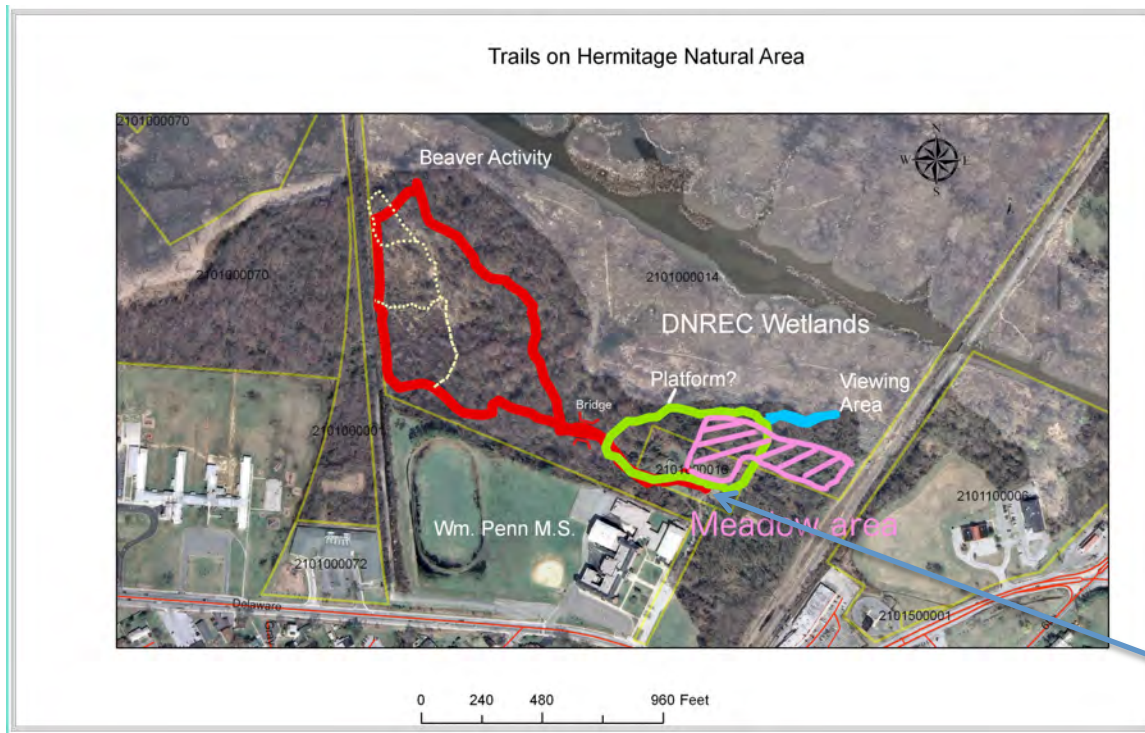 Trails on Hermitage Natural Area
2101000070
Beaver Activity
N
W E
S
2101000070
2101000014
DNREC Wetlands
Platform?
Viewing
Area
Bridge
2101000016
Wm. Penn M.S.
Meadow area
2101100006
2101000072
2101500001
Delaware
0 240 480 960 Feet